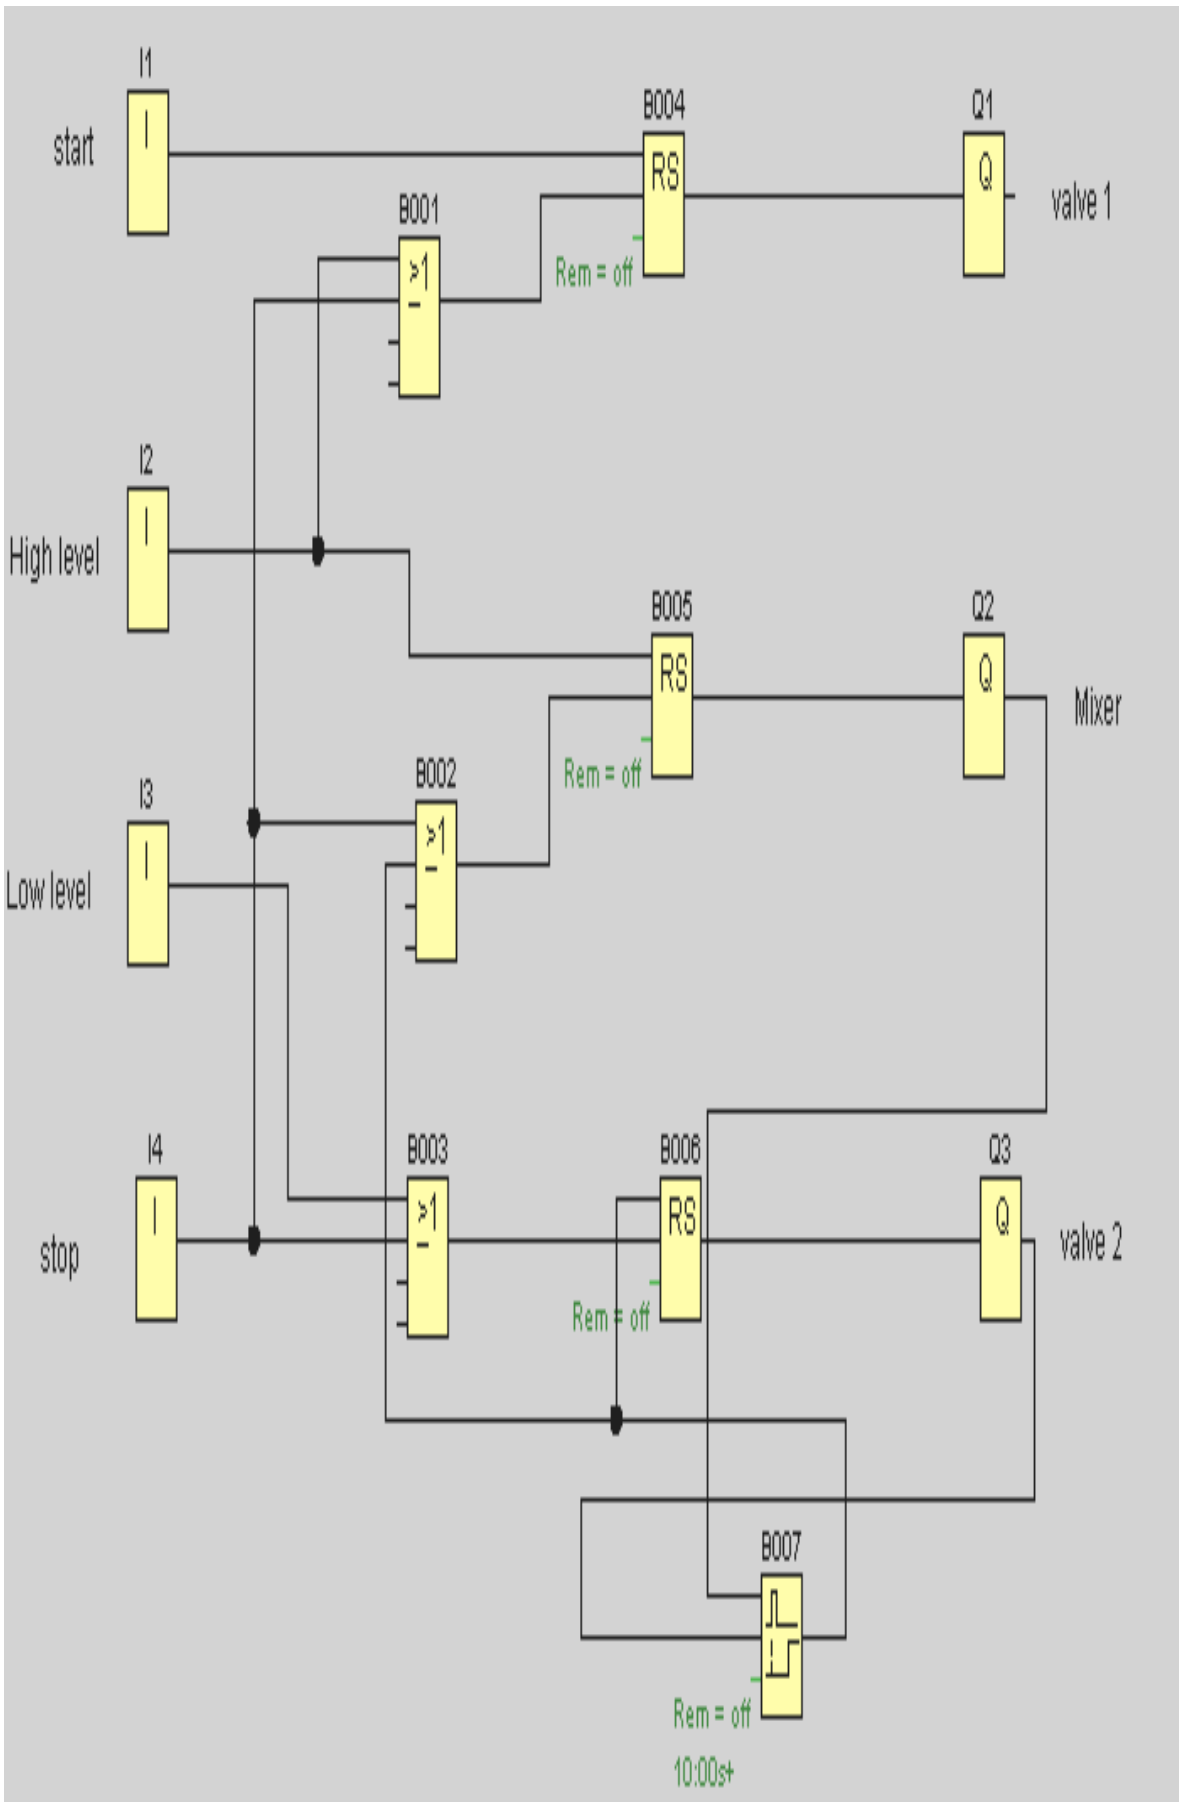 I1
I
start
B004
RS
Rem = off
Q1
Q
valve 1
B001
>1
I2
I
High level
B005
RS
Rem = off
Q2
Q
Mixer
B002
>1
I3
I
Low level
I4
I
stop
B003
>1
B006
RS
Rem = off
Q3
Q
valve 2
B007
Rem = off
10:00s+